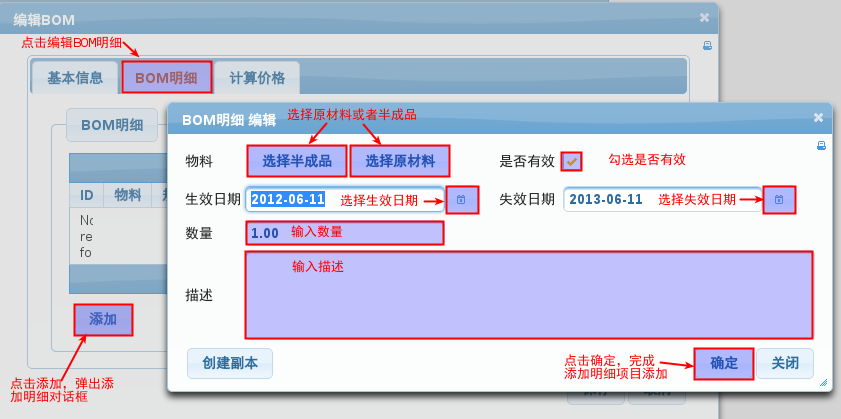 编辑BOM
点击编辑BOM明细
基本信息 BOM明细 计算价格
BOM明细
ID 物料
No
re
fo
添加
点击添加，弹出添
加明细对话框
BOM明细 编辑
选择原材料或者半成品
物料 选择半成品 选择原材料 是否有效 勾选是否有效
生效日期 2012-06-11 选择生效日期 失效日期 2013-06-11 选择失效日期
数量 1.00 输入数量
输入描述
描述
创建副本
点击确定，完成
添加明细项目添加
确定 关闭